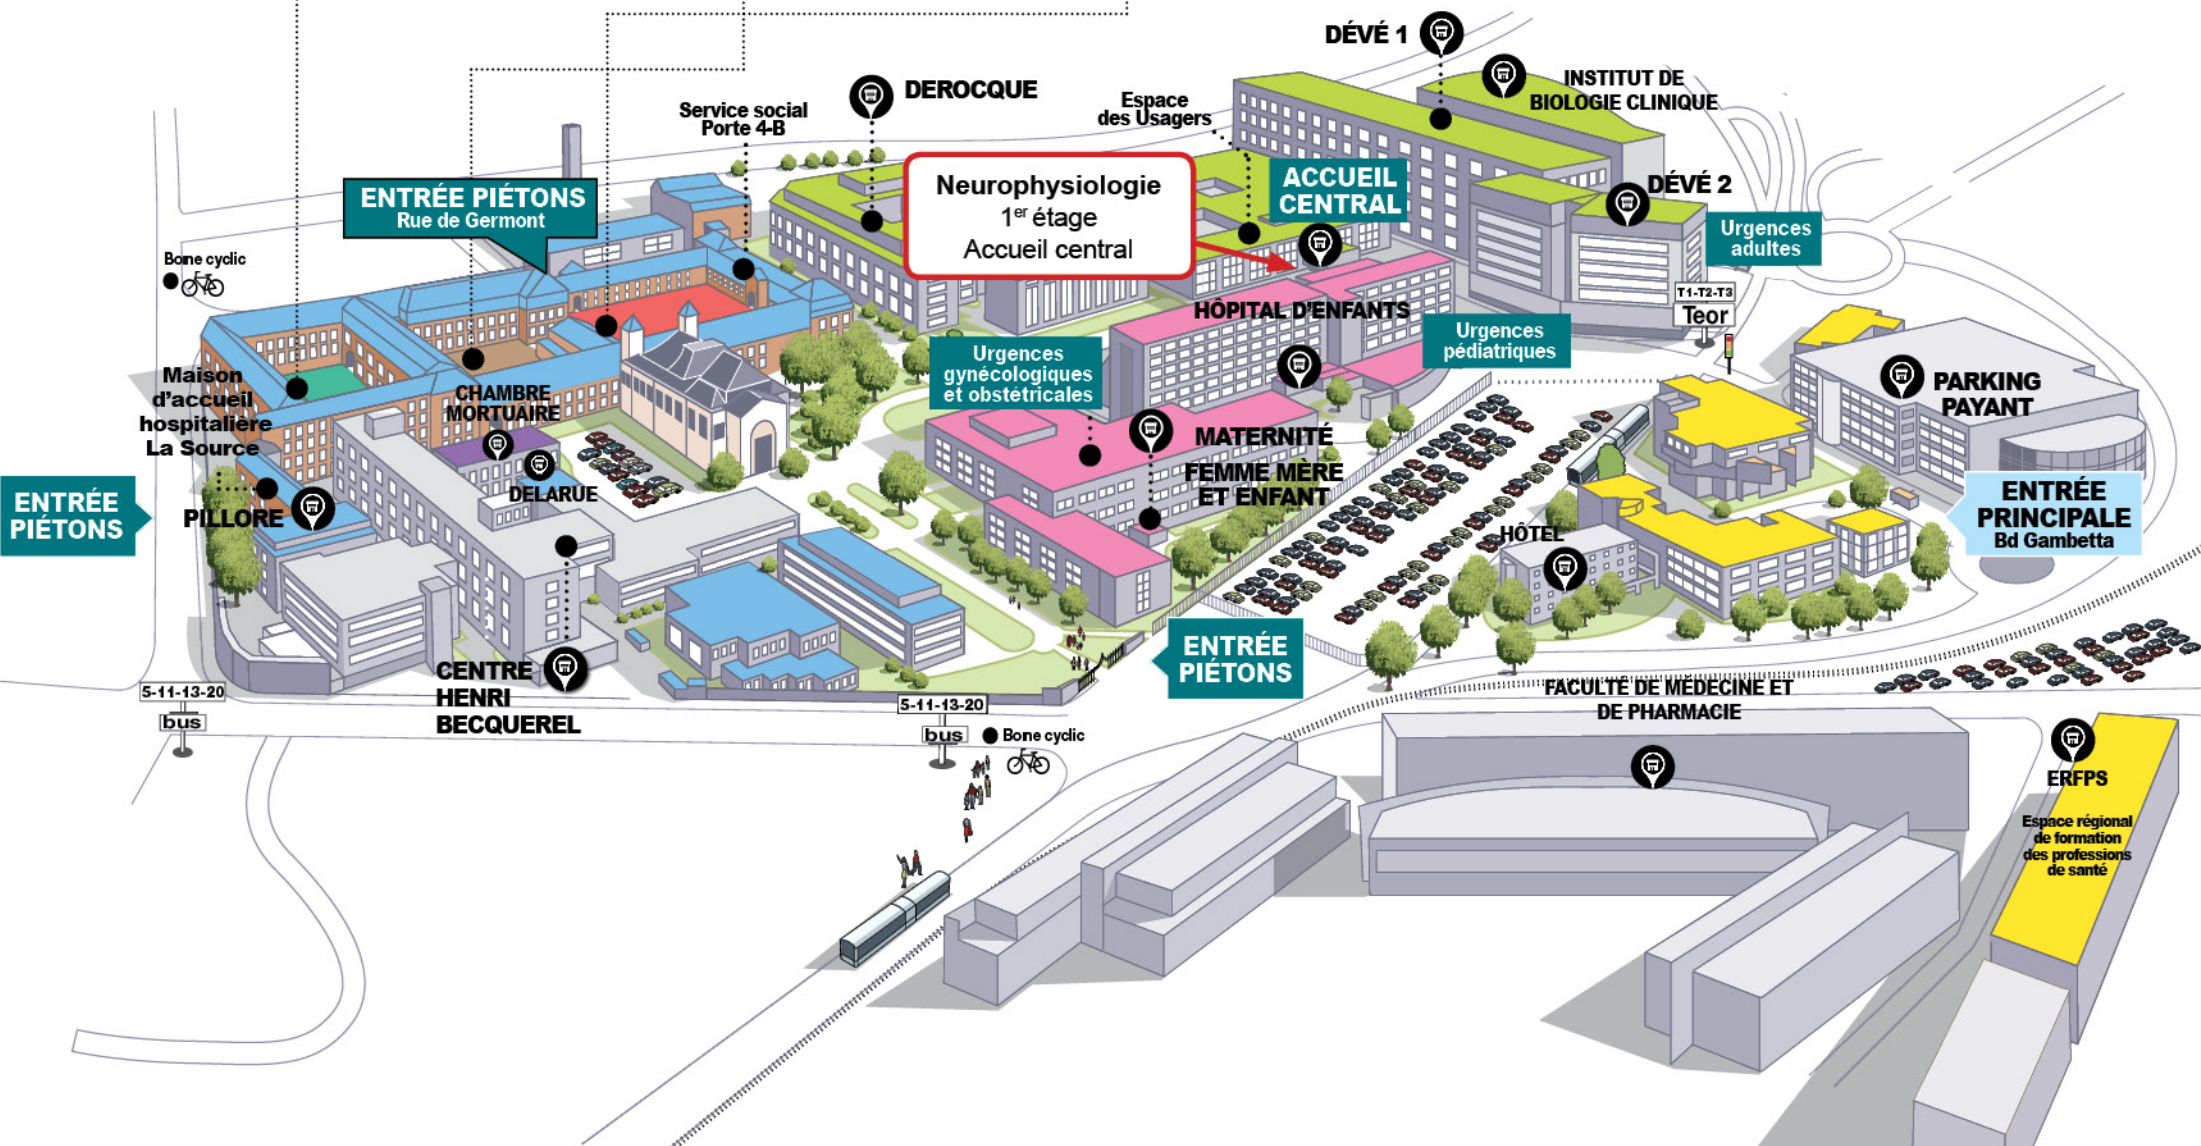 DÉVÉ 1
INSTITUT DE
BIOLOGIE CLINIQUE
DEROCQUE
Service social
Porte 4-B
Espace
des Usagers
ENTRÉE PIÉTONS
Rue de Germont
Neurophysiologie
1er étage
Accueil central
ACCUEIL
CENTRAL
DÉVÉ 2
Urgences
adultes
Borne cyclic
T1-T2-T3
Teor
HÔPITAL D'ENFANTS
Urgences
pédiatriques
Urgences
gynécologiques
et obstétricales
Maison
d'accueil
hospitalière
La Source
CHAMBRE
MORTUAIRE
PARKING
PAYANT
MATERNITÉ
FEMME MÈRE
ET ENFANT
DELARUE
PILLORE
ENTRÉE
PIÉTONS
ENTRÉE
PRINCIPALE
Bd Gambetta
HÔTEL
ENTRÉE
PIÉTONS
CENTRE
HENRI
BECQUEREL
5-11-13-20
bus
5-11-13-20
bus
Borne cyclic
FACULTÉ DE MÉDECINE ET
DE PHARMACIE
ERFPS
Espace régional
de formation
des professions
de santé